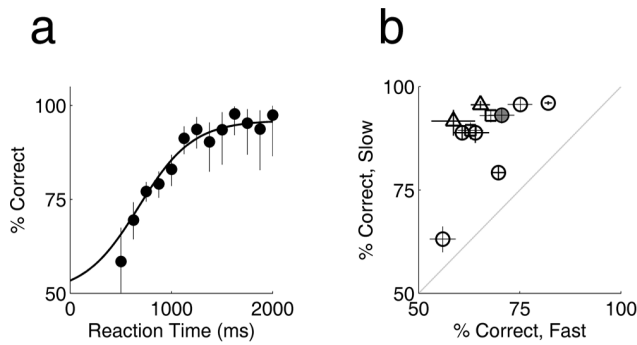 a
100
75
50
% Correct
0
1000
2000
Reaction Time (ms)
b
100
75
50
% Correct, Slow
50
75
100
% Correct, Fast